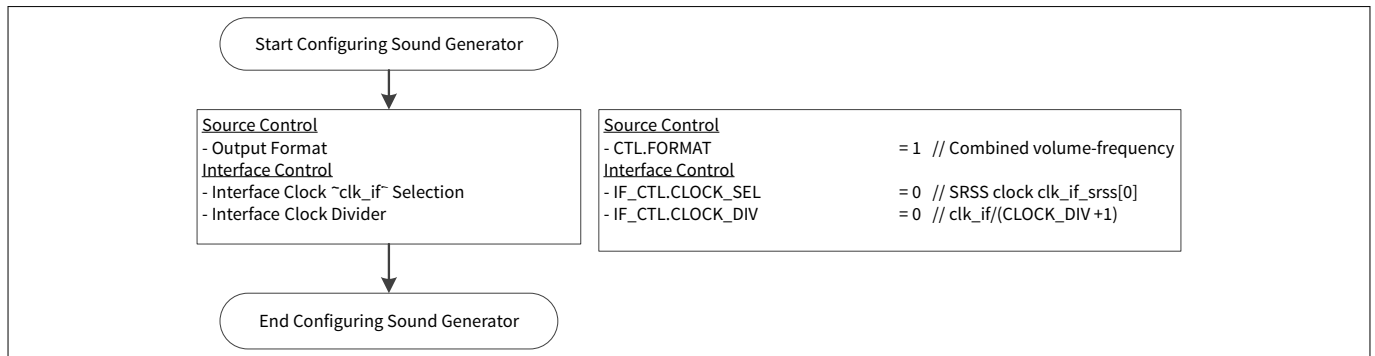 Start Configuring Sound Generator
Source Control
- Output Format
Interface Control
- Interface Clock ~clk_if~ Selection
- Interface Clock Divider
Source Control
- CTL.FORMAT = 1 // Combined volume-frequency
Interface Control
- IF_CTL.CLOCK_SEL = 0 // SRSS clock clk_if_srss[0]
- IF_CTL.CLOCK_DIV = 0 // clk_if/(CLOCK_DIV +1)
End Configuring Sound Generator